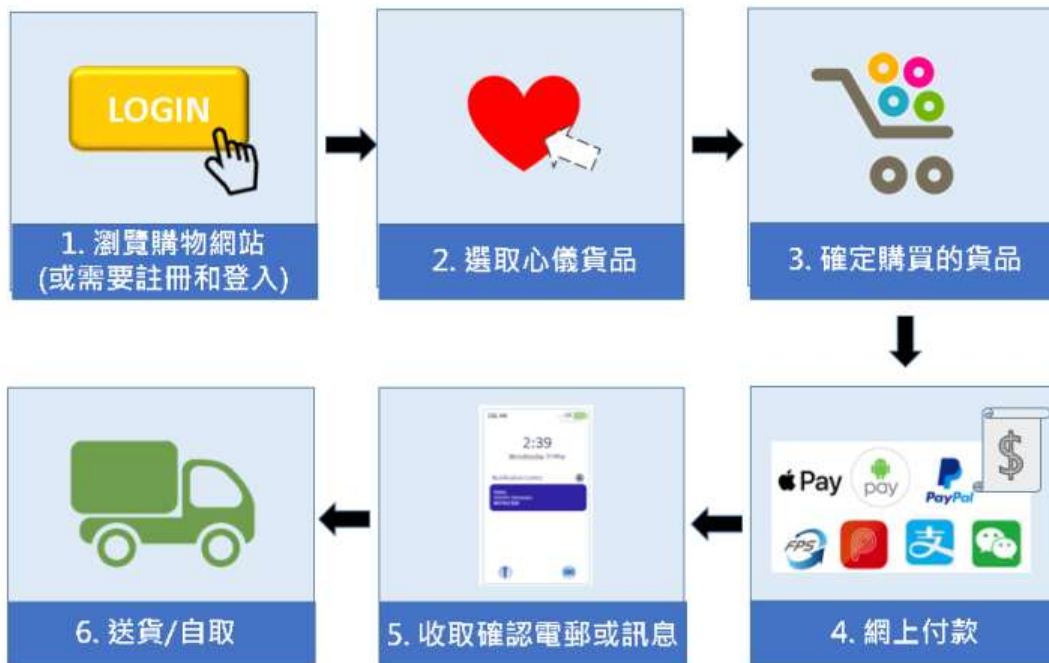 LOGIN
1. 瀏覽購物網站
(或需要註冊和登入)
2. 選取心儀貨品
3. 確定購買的貨品
Pay
pay
PayPal
$
FPS
支
4. 網上付款
2:39
5. 收取確認電郵或訊息
6. 送貨/自取